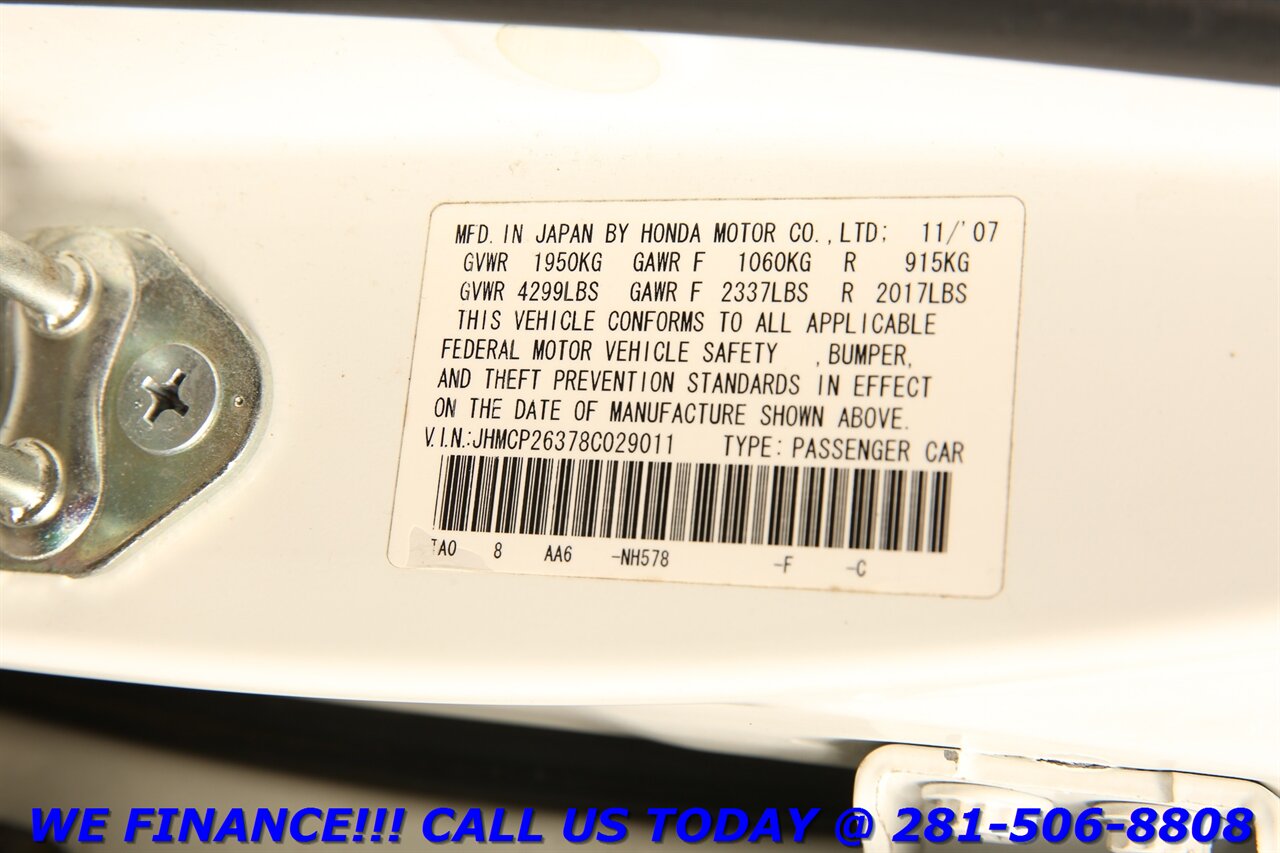 MFD. IN JAPAN BY HONDA MOTOR CO.,LTD; 11/'07
GVWR 1950KG GAWR F 1060KG R 915KG
GVWR 4299LBS GAWR F 2337LBS R 2017LBS
THIS VEHICLE CONFORMS TO ALL APPLICABLE
FEDERAL MOTOR VEHICLE SAFETY ,BUMPER,
AND THEFT PREVENTION STANDARDS IN EFFECT
ON THE DATE OF MANUFACTURE SHOWN ABOVE.
V.I.N.:JHMCP26378C029011 TYPE: PASSENGER CAR
TA0 8 AA6 -NH578 -F -C
WE FINANCE!!! CALL US TODAY @ 281-506-8808